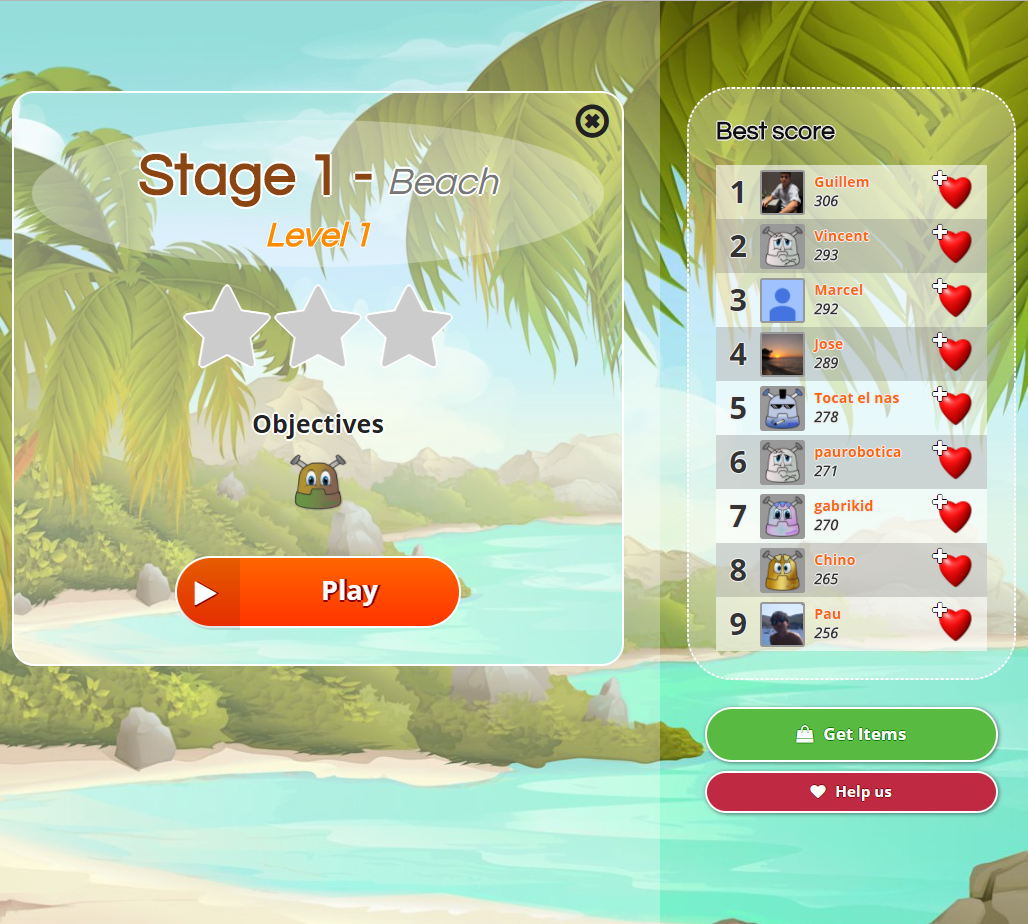 Stage 1 - Beach
Level 1
Objectives
Play
Best score
1 Guillem
306
2 Vincent
293
3 Marcel
292
4 Jose
289
5 Tocat el nas
278
6 paurobotica
271
7 gabrikid
270
8 Chino
265
9 Pau
256
Get Items
Help us